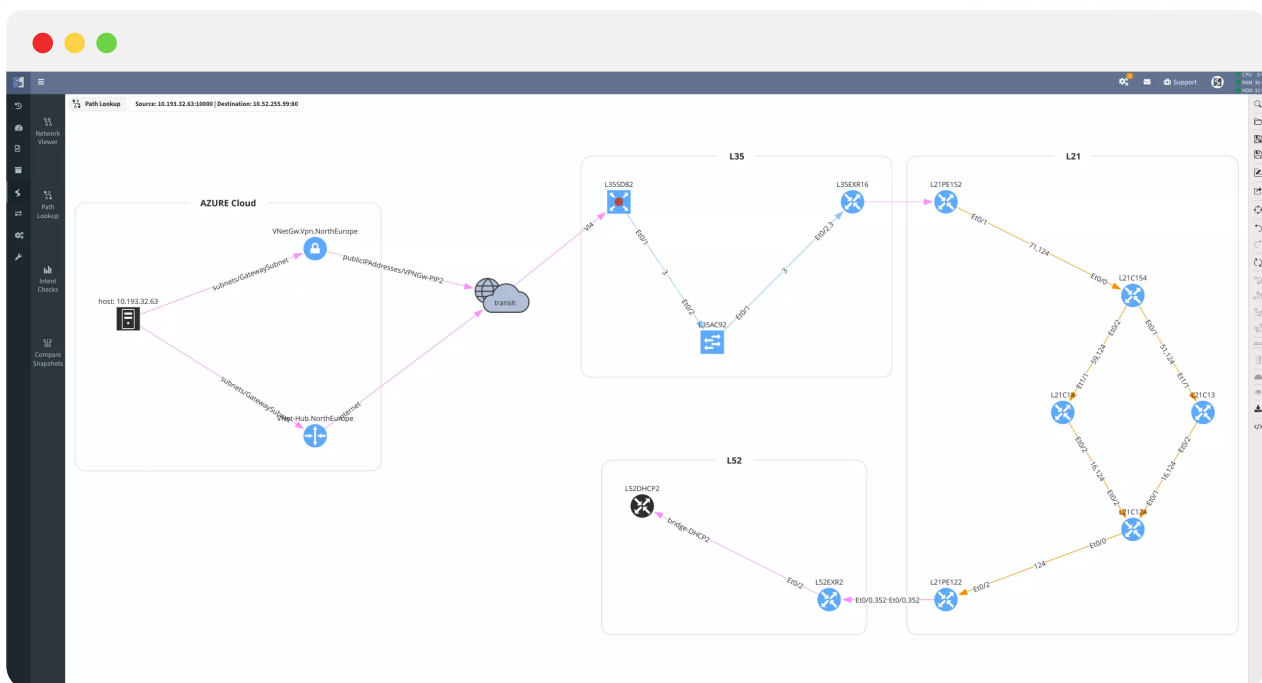 Support
CPU
RAM
HDD
Path Lookup
Source: 10.193.32.63:10000 | Destination: 10.52.255.99:80
Network
Viewer
Path
Lookup
Intent
Checks
Compare
Snapshots
AZURE Cloud
VNetGw.Vpn.NorthEurope
subnets/GatewaySubnet
publicIPAddresses/VPNGw-PIP2
host: 10.193.32.63
transit
subnets/GatewaySubnet
internet
VNet-Hub.NorthEurope
L35
L35SD82
L35EXR16
Vl4
Et0/1
3
Et0/2
Et0/2.3
3
Et0/1
L35AC92
L21
L21PE152
Et0/1
71,124
Et0/0
L21C154
Et0/2
59,124
Et1/1
Et0/1
51,124
Et1/1
L21C14
L21C13
Et0/2
16,124
Et0/2
Et0/2
16,124
Et0/1
L21C124
Et0/0
124
Et0/2
L21PE122
L52
L52DHCP2
bridge-DHCP2
Et0/2
L52EXR2
Et0/0.352 Et0/0.352